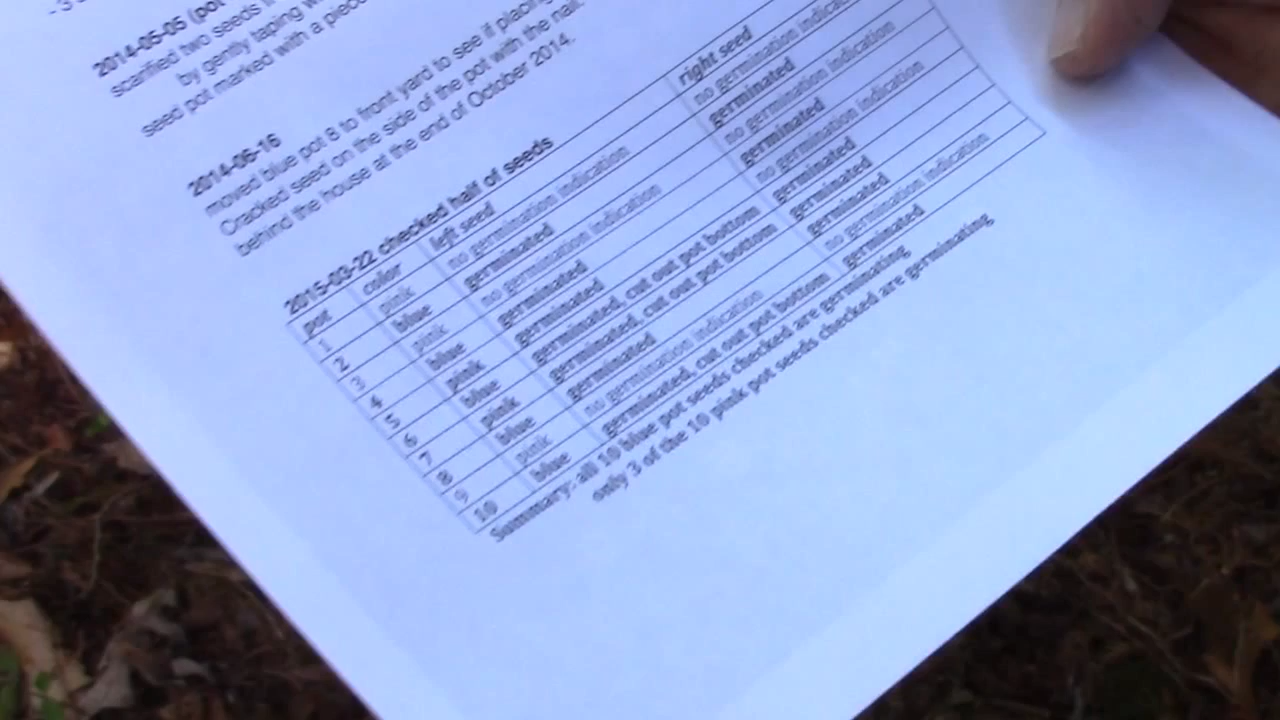 2014-05-05 (pot
scarified two seeds
by gently taping
seed pot marked with a piece
2014-06-16
moved blue pot 8 to front yard to see if placing
Cracked seed on the side of the pot with the nail.
behind the house at the end of October 2014.
2015-03-22 checked half of seeds
pot color left seed right seed
1 pink no germination indication no germination
2 blue germinated germinated
3 pink no germination indication no germination indication
4 blue germinated germinated
5 pink germinated no germination indication
6 blue germinated, cut out pot bottom germinated
7 pink germinated, cut out pot bottom germinated
8 blue germinated germinated
9 pink no germination indication no germination indication
10 blue germinated, cut out pot bottom germinated
Summary: all 10 blue pot seeds checked are germinating
only 3 of the 10 pink pot seeds checked are germinating